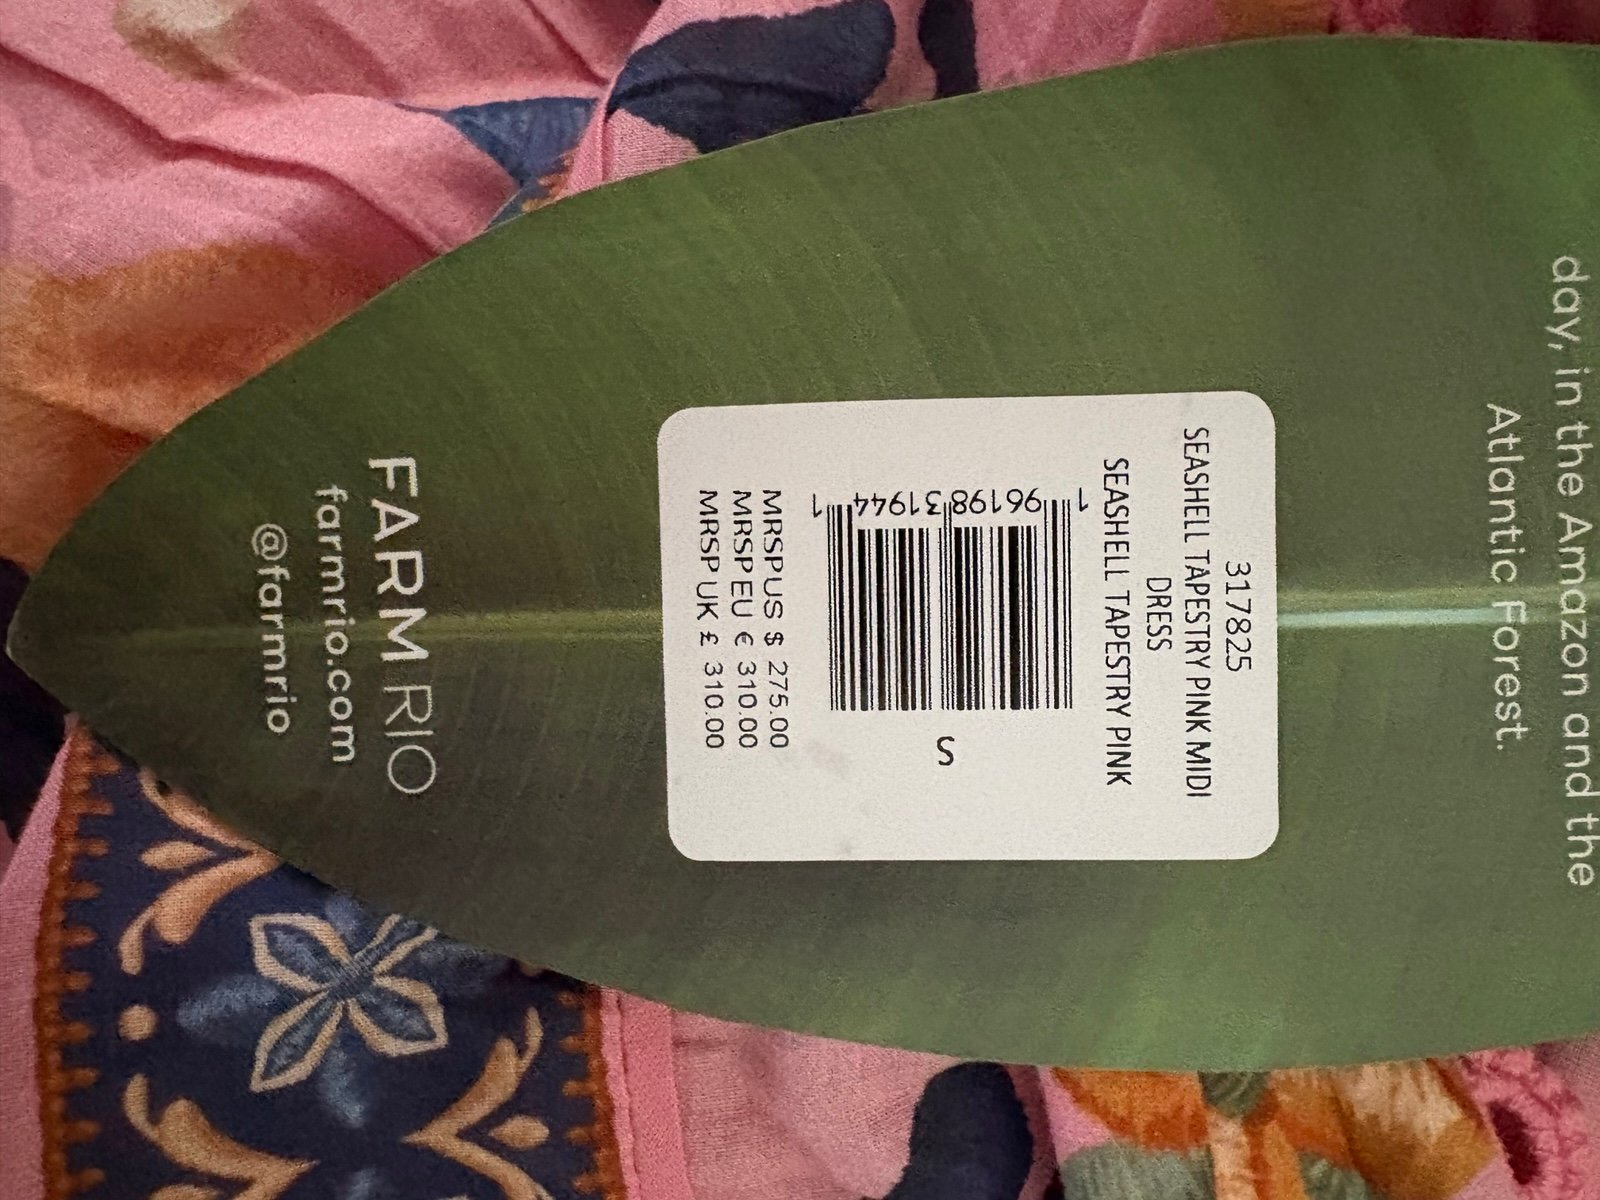 day, in the Amazon and the
Atlantic Forest.
317825
SEASHELL TAPESTRY PINK MIDI
DRESS
SEASHELL TAPESTRY PINK
1 96198 31944 1
S
MRSPUS $ 275.00
MRSP EU € 310.00
MRSP UK £ 310.00
FARM RIO
farmrio.com
@farmrio